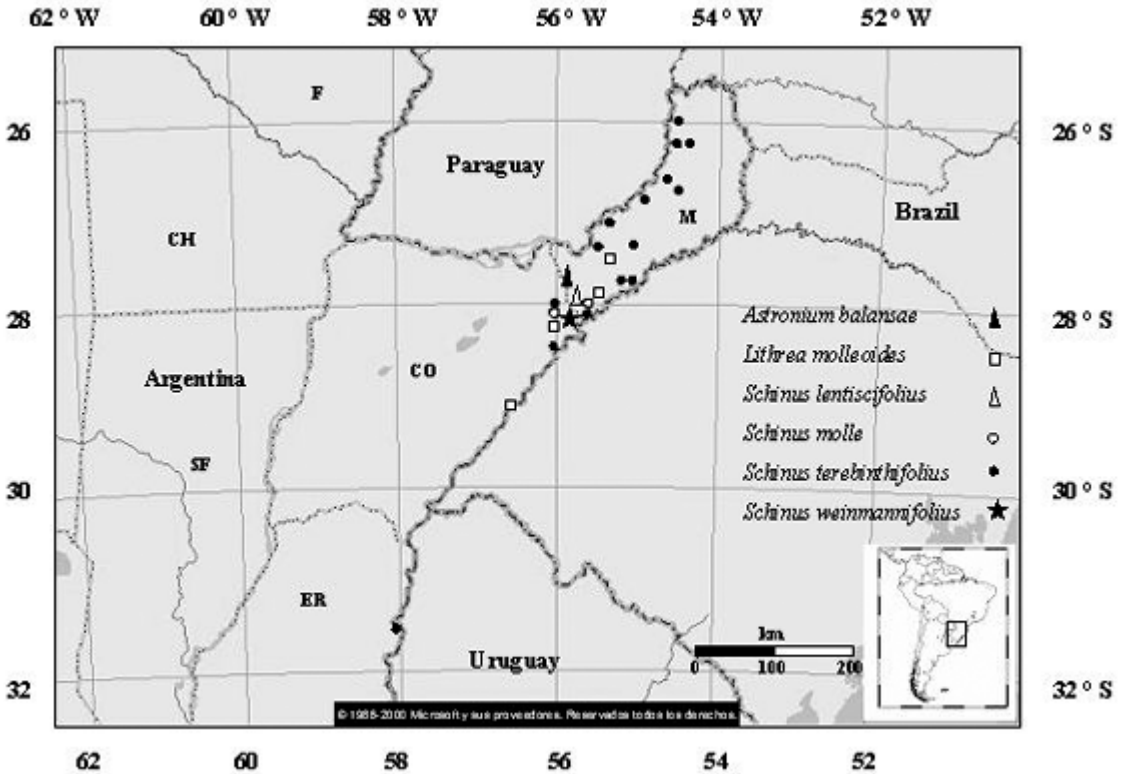 62 ° W 60 ° W 58 ° W 56 ° W 54 ° W 52 ° W
F
26 26 ° S
Paraguay
Brazil
M
CH
28 28 ° S
Astronium balansae
Lithrea molleoides
Argentina
CO
Schinus lentiscifolius
Schinus molle
SF
Schinus terebinthifolius
30 30 ° S
Schinus weinmannifolius
ER
km
Uruguay
0 100 200
32 32 ° S
© 1988-2000 Microsoft y sus proveedores. Reservados todos los derechos.
62 60 58 56 54 52